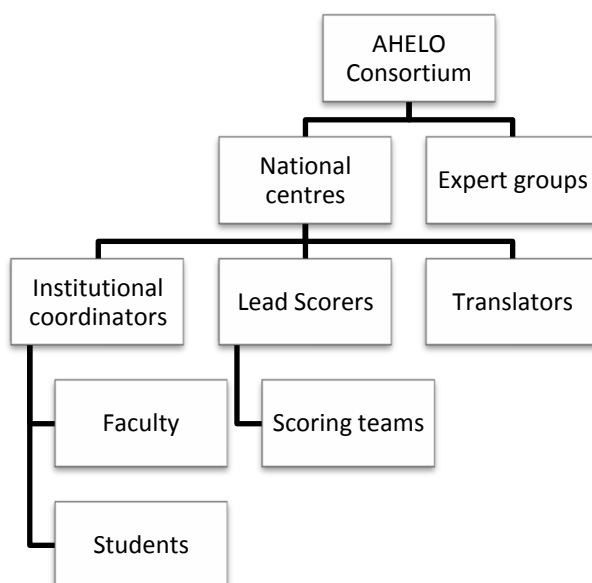 AHELO
Consortium
National
centres
Expert groups
Institutional
coordinators
Lead Scorers
Translators
Faculty
Scoring teams
Students